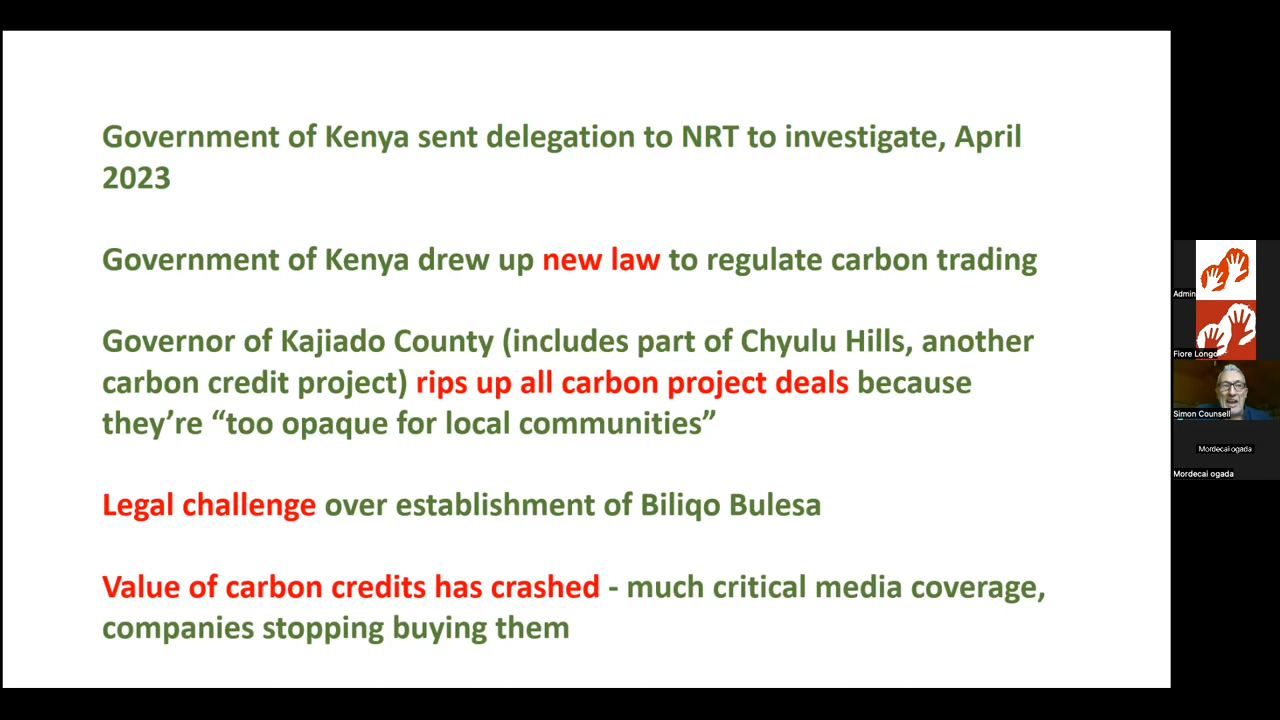 Government of Kenya sent delegation to NRT to investigate, April
2023
Government of Kenya drew up new law to regulate carbon trading
Governor of Kajiado County (includes part of Chyulu Hills, another
carbon credit project) rips up all carbon project deals because
they’re “too opaque for local communities”
Legal challenge over establishment of Biliqo Bulesa
Value of carbon credits has crashed - much critical media coverage,
companies stopping buying them
Admin
Fiore Longo
Simon Counsell
Mordecai ogada
Mordecai ogada